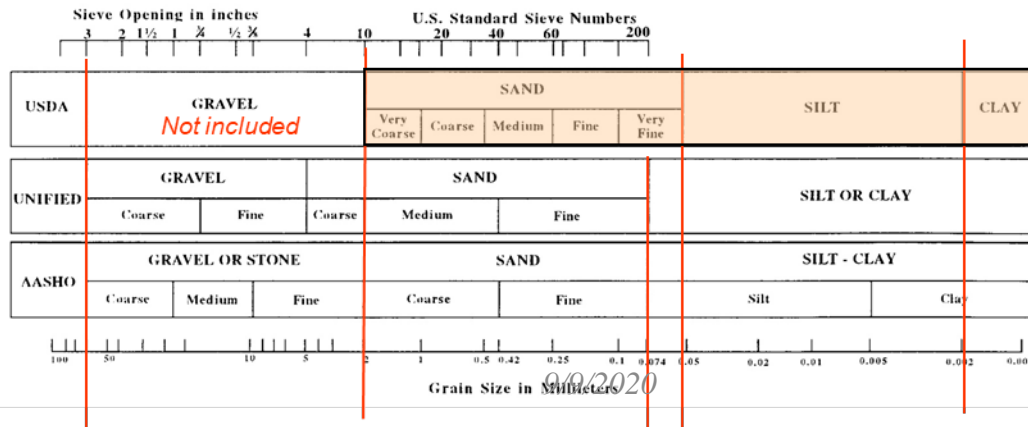 Sieve Opening in inches
U.S. Standard Sieve Numbers
3 2 1½ 1 ¾ ½ ⅜ 4 10 20 40 60 200
USDA
GRAVEL
Not included
SAND
Very Coarse
Coarse
Medium
Fine
Very Fine
SILT
CLAY
UNIFIED
GRAVEL
SAND
SILT OR CLAY
Coarse
Fine
Coarse
Medium
Fine
AASHO
GRAVEL OR STONE
SAND
SILT - CLAY
Coarse
Medium
Fine
Coarse
Fine
Silt
Clay
100 50 10 5 2 1 0.5 0.42 0.25 0.1 0.074 0.05 0.02 0.01 0.005 0.002
Grain Size in Millimeters
9/9/2020